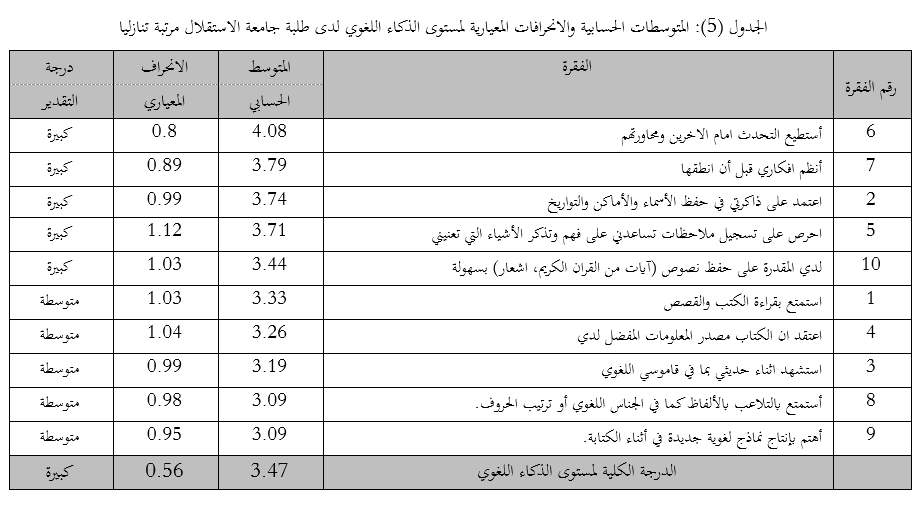 الجدول (5): المتوسطات الحسابية والانحرافات المعيارية لمستوى الذكاء اللغوي لدى طلبة جامعة الاستقلال مرتبة تنازليا
رقم الفقرة الفقرة المتوسط الحسابي الانحراف المعياري درجة التقدير
6 أستطيع التحدث امام الاخرين ومحاورتهم 4.08 0.8 كبيرة
7 أنظم افكاري قبل أن انطقها 3.79 0.89 كبيرة
2 اعتمد على ذاكرتي في حفظ الأسماء والأماكن والتواريخ 3.74 0.99 كبيرة
5 احرص على تسجيل ملاحظات تساعدني على فهم وتذكر الأشياء التي تعنيني 3.71 1.12 كبيرة
10 لدي المقدرة على حفظ نصوص (آيات من القران الكريم، اشعار) بسهولة 3.44 1.03 كبيرة
1 استمتع بقراءة الكتب والقصص 3.33 1.03 متوسطة
4 اعتقد ان الكتاب مصدر المعلومات المفضل لدي 3.26 1.04 متوسطة
3 استشهد اثناء حديثي بما في قاموسي اللغوي 3.19 0.99 متوسطة
8 أستمتع بالتلاعب بالألفاظ كما في الجناس اللغوي أو ترتيب الحروف. 3.09 0.98 متوسطة
9 أهتم بإنتاج نماذج لغوية جديدة في أثناء الكتابة. 3.09 0.95 متوسطة
الدرجة الكلية لمستوى الذكاء اللغوي 3.47 0.56 كبيرة